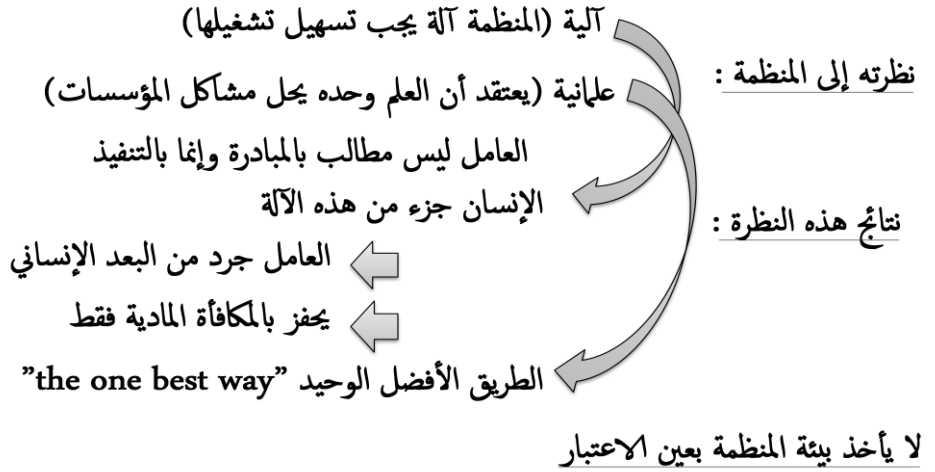 آلية (المنظمة آلة يجب تسهيل تشغيلها)
نظرته إلى المنظمة :
علمانية (يعتقد أن العلم وحده يحل مشاكل المؤسسات)
العامل ليس مطالب بالمبادرة وإنما بالتنفيذ
الإنسان جزء من هذه الآلة
نتائج هذه النظرة :
العامل جرد من البعد الإنساني
يحفز بالمكافأة المادية فقط
الطريق الأفضل الوحيد ”the one best way”
لا يأخذ بيئة المنظمة بعين الاعتبار